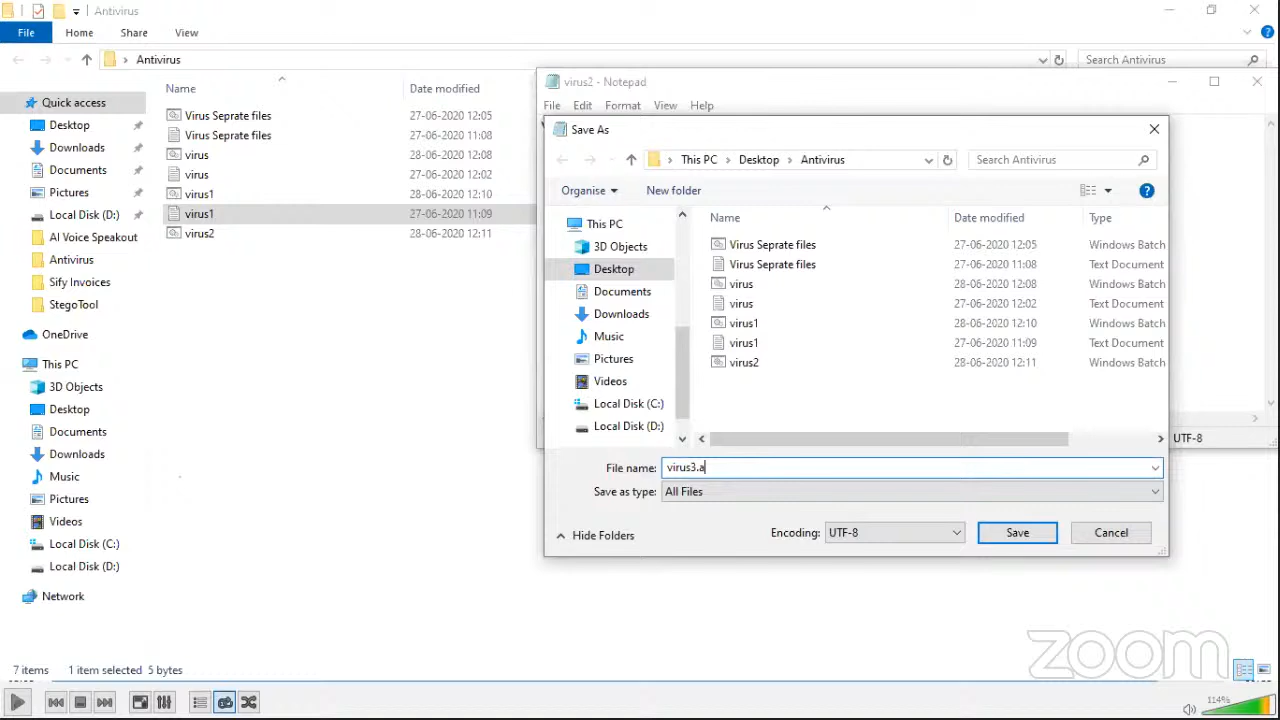 Antivirus
File Home Share View
Antivirus Search Antivirus
Name Date modified
Quick access
Desktop
Downloads
Documents
Pictures
Local Disk (D:)
AI Voice Speakout
Antivirus
Sify Invoices
StegoTool
OneDrive
This PC
3D Objects
Desktop
Documents
Downloads
Music
Pictures
Videos
Local Disk (C:)
Local Disk (D:)
Network
Virus Seprate files 27-06-2020 12:05
Virus Seprate files 27-06-2020 11:08
virus 28-06-2020 12:08
virus 27-06-2020 12:02
virus1 28-06-2020 12:10
virus1 27-06-2020 11:09
virus2 28-06-2020 12:11
virus2 - Notepad
File Edit Format View Help
Save As
This PC Desktop Antivirus Search Antivirus
Organise New folder
This PC
3D Objects
Desktop
Documents
Downloads
Music
Pictures
Videos
Local Disk (C:)
Local Disk (D:)
Name Date modified Type
Virus Seprate files 27-06-2020 12:05 Windows Batch
Virus Seprate files 27-06-2020 11:08 Text Document
virus 28-06-2020 12:08 Windows Batch
virus 27-06-2020 12:02 Text Document
virus1 28-06-2020 12:10 Windows Batch
virus1 27-06-2020 11:09 Text Document
virus2 28-06-2020 12:11 Windows Batch
File name: virus3.a
Save as type: All Files
Hide Folders Encoding: UTF-8 Save Cancel
UTF-8
zoom
7 items 1 item selected 5 bytes
114%